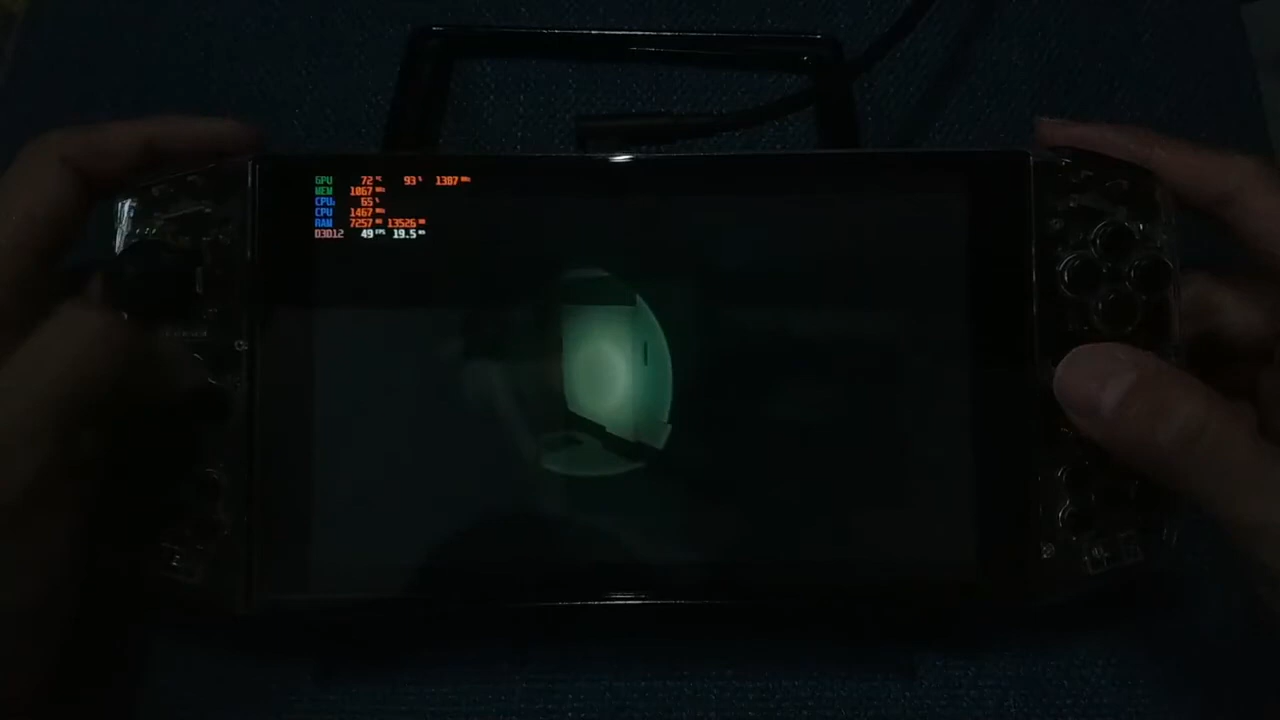 GPU 72 °C 93 % 1387 MHz
MEM 1067 MHz
CPU 65 %
CPU 1467 MHz
RAM 7257 MB 13526 MB
D3D12 49 FPS 19.5 ms